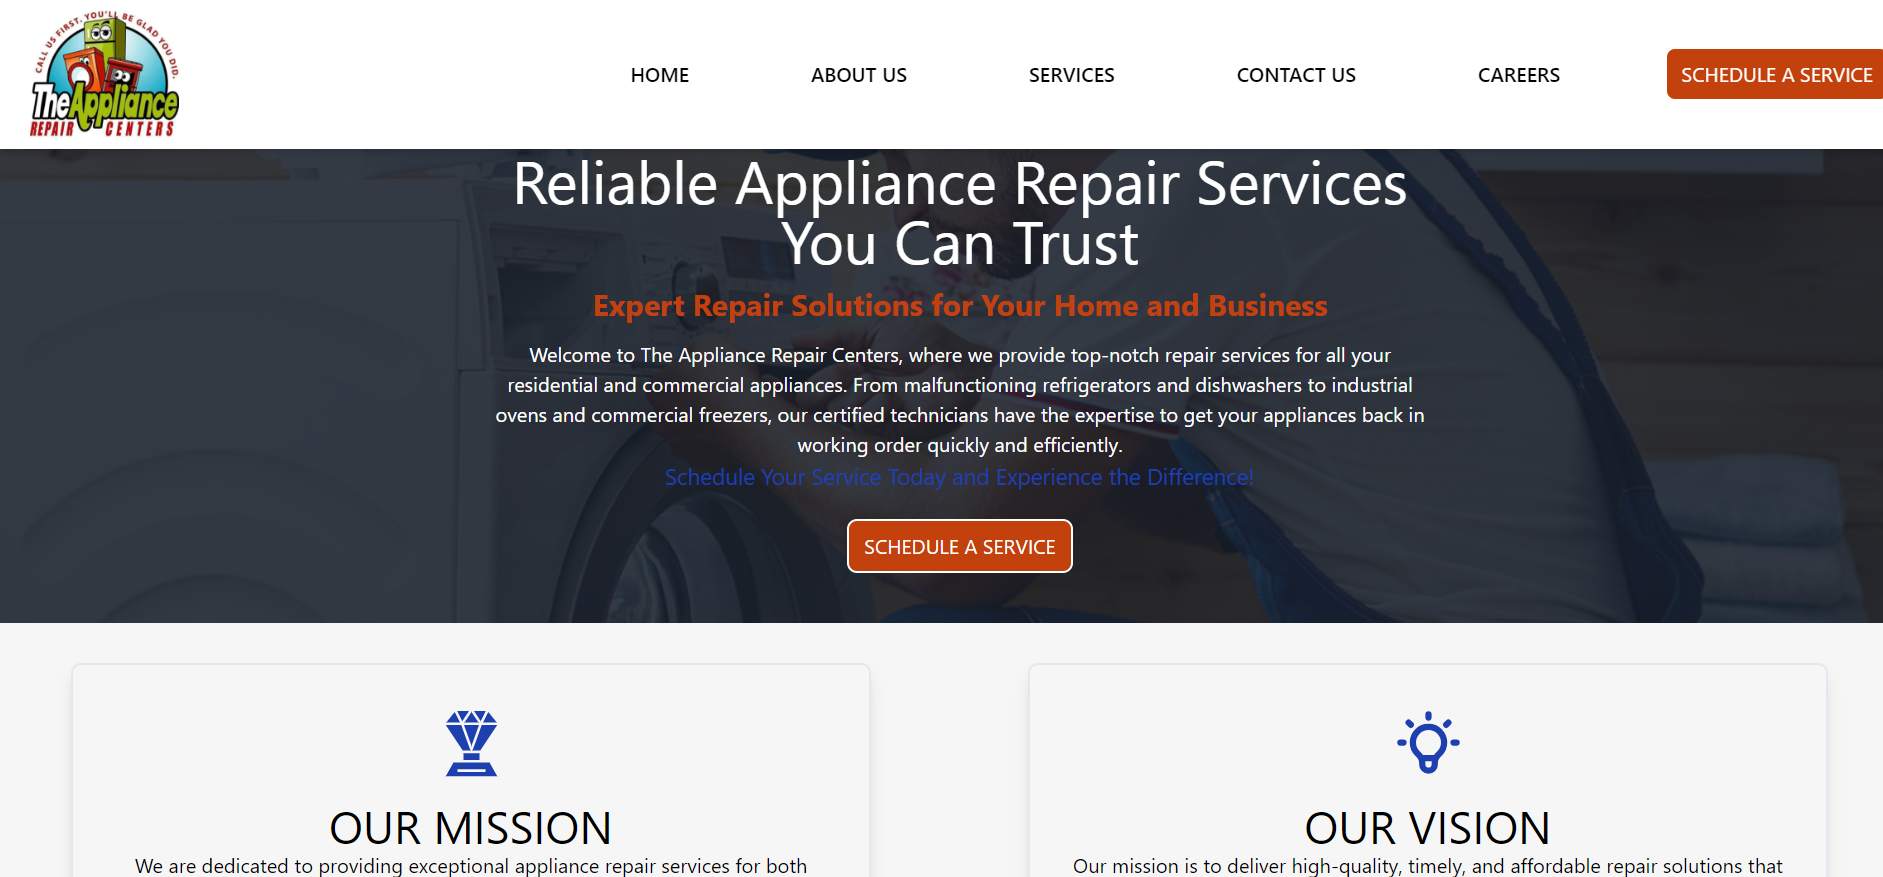 CALL US FIRST. YOU'LL BE GLAD YOU DID.
The Appliance
REPAIR CENTERS
HOME
ABOUT US
SERVICES
CONTACT US
CAREERS
SCHEDULE A SERVICE
Reliable Appliance Repair Services
You Can Trust
Expert Repair Solutions for Your Home and Business
Welcome to The Appliance Repair Centers, where we provide top-notch repair services for all your
residential and commercial appliances. From malfunctioning refrigerators and dishwashers to industrial
ovens and commercial freezers, our certified technicians have the expertise to get your appliances back in
working order quickly and efficiently.
Schedule Your Service Today and Experience the Difference!
SCHEDULE A SERVICE
OUR MISSION
We are dedicated to providing exceptional appliance repair services for both
OUR VISION
Our mission is to deliver high-quality, timely, and affordable repair solutions that